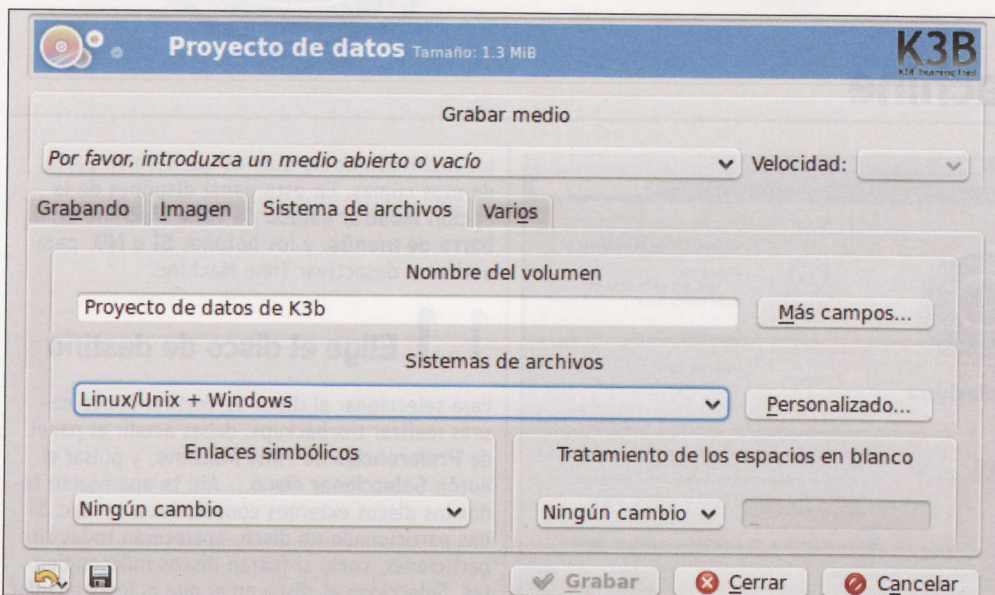 Proyecto de datos Tamaño: 1.3 MiB
K3B
Grabar medio
Por favor, introduzca un medio abierto o vacío
Velocidad:
Grabando Imagen Sistema de archivos Varios
Nombre del volumen
Proyecto de datos de K3b
Más campos...
Sistemas de archivos
Linux/Unix + Windows
Personalizado...
Enlaces simbólicos
Tratamiento de los espacios en blanco
Ningún cambio
Ningún cambio
Grabar
Cerrar
Cancelar